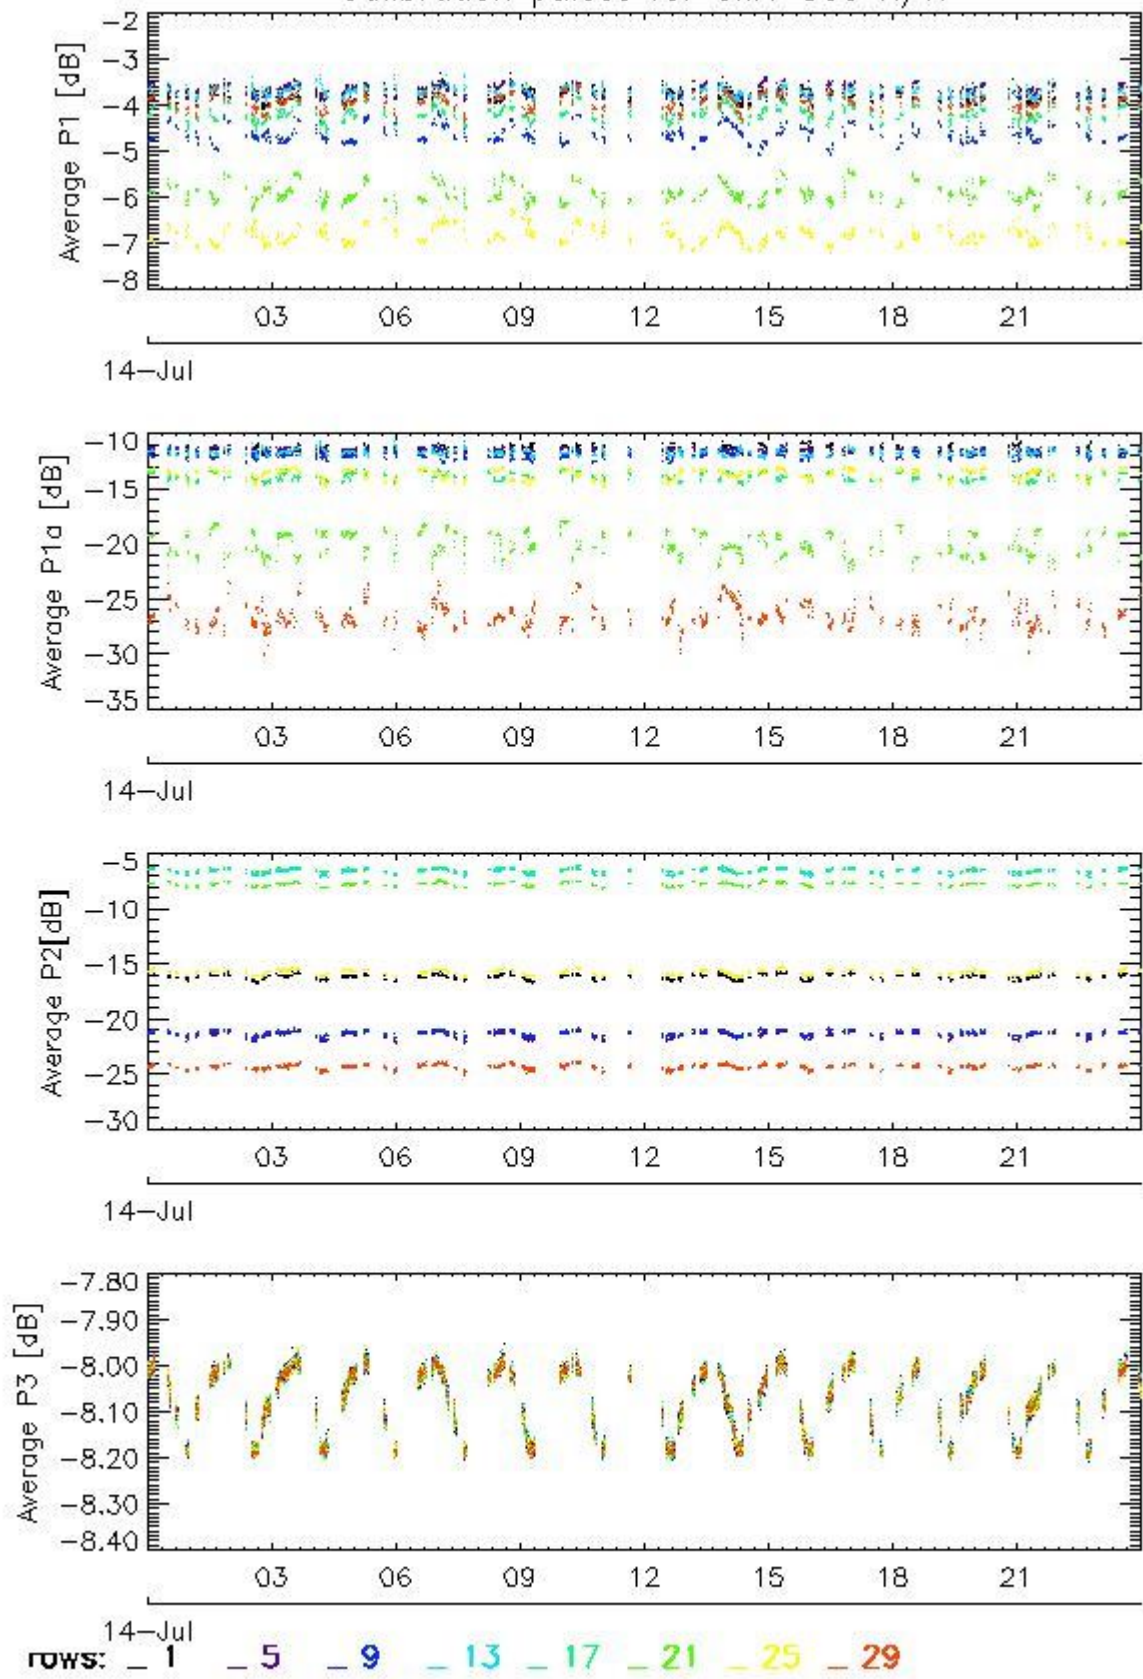 Average P1 [dB]
-2
-3
-4
-5
-6
-7
-8
03 06 09 12 15 18 21
14-Jul
Average P1a [dB]
-10
-15
-20
-25
-30
-35
03 06 09 12 15 18 21
14-Jul
Average P2[dB]
-5
-10
-15
-20
-25
-30
03 06 09 12 15 18 21
14-Jul
Average P3 [dB]
-7.80
-7.90
-8.00
-8.10
-8.20
-8.30
-8.40
03 06 09 12 15 18 21
14-Jul
rows: _ 1 _ 5 _ 9 _ 13 _ 17 _ 21 _ 25 _ 29